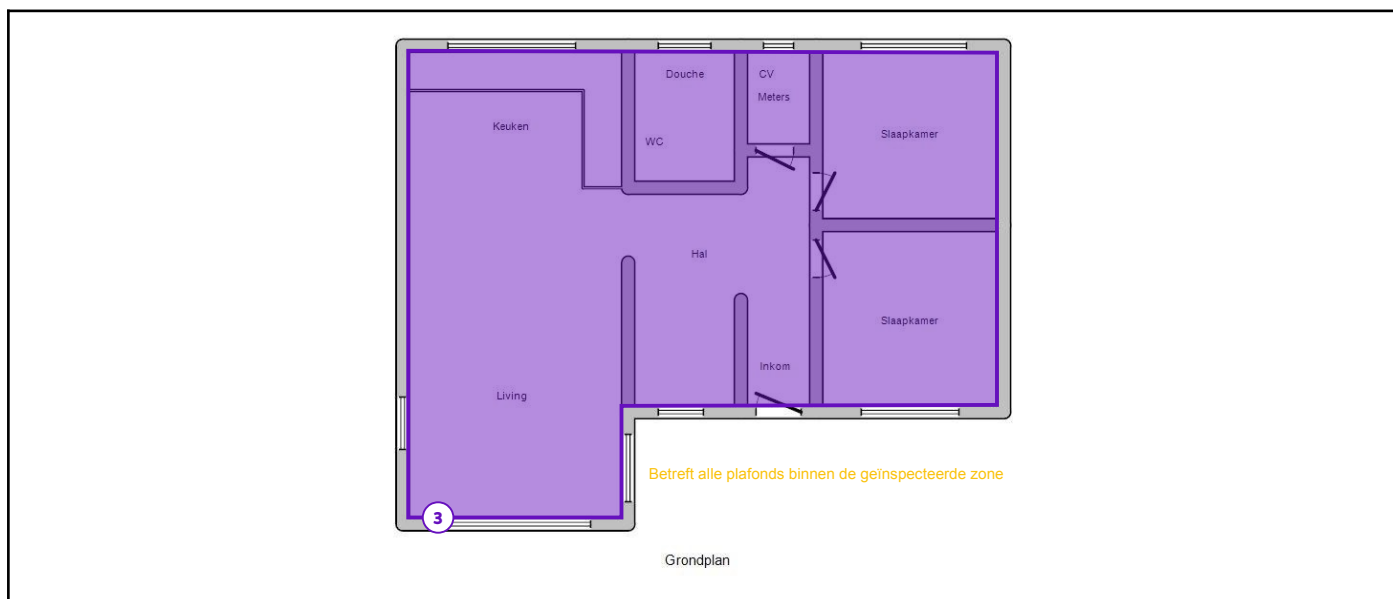 Douche
CV
Meters
Keuken
Slaapkamer
WC
Hal
Slaapkamer
Inkom
Living
Betreft alle plafonds binnen de geïnspecteerde zone
3
Grondplan